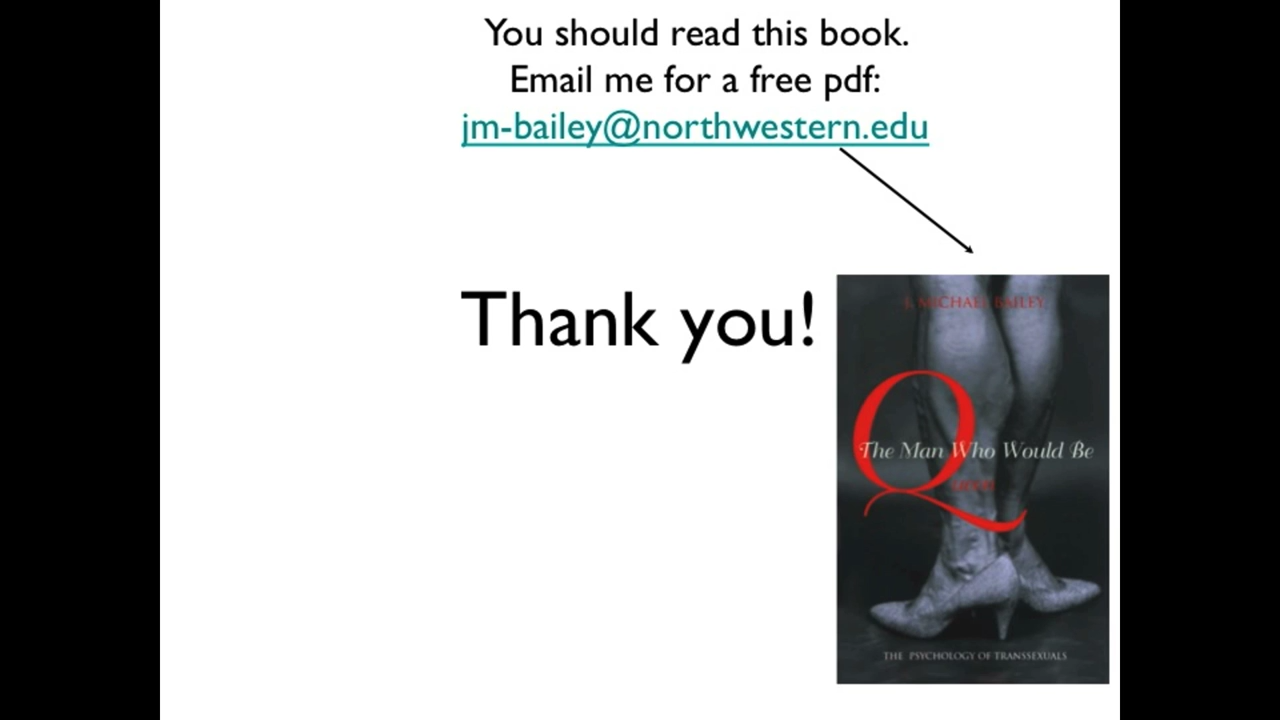 You should read this book.
Email me for a free pdf:
jm-bailey@northwestern.edu
Thank you!
J. MICHAEL BAILEY
Q
The Man Who Would Be
THE PSYCHOLOGY OF TRANSSEXUALS